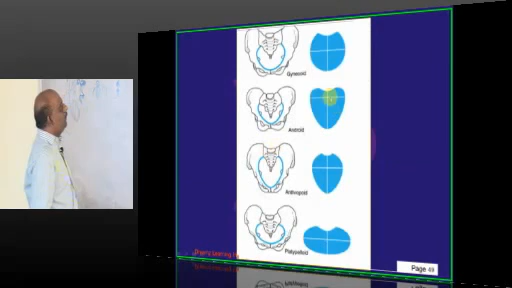 Gynecoid
Android
Anthropoid
Platypelloid
Page 49